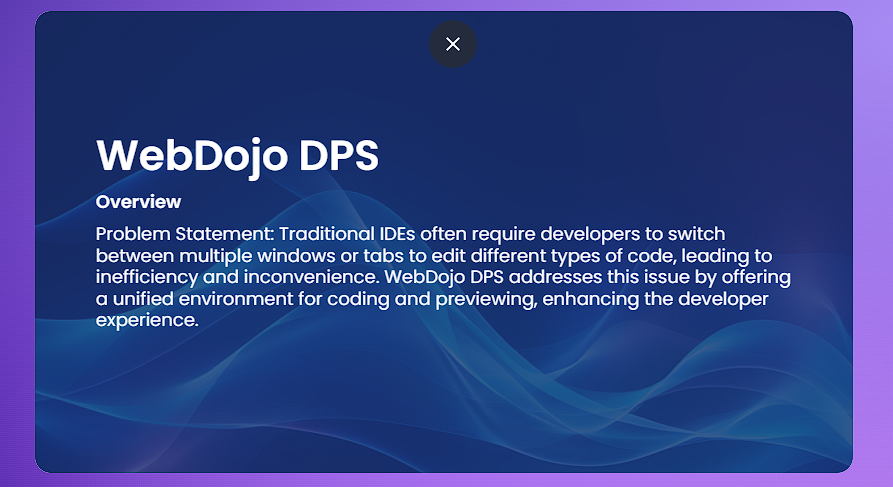 WebDojo DPS
Overview
Problem Statement: Traditional IDEs often require developers to switch
between multiple windows or tabs to edit different types of code, leading to
inefficiency and inconvenience. WebDojo DPS addresses this issue by offering
a unified environment for coding and previewing, enhancing the developer
experience.